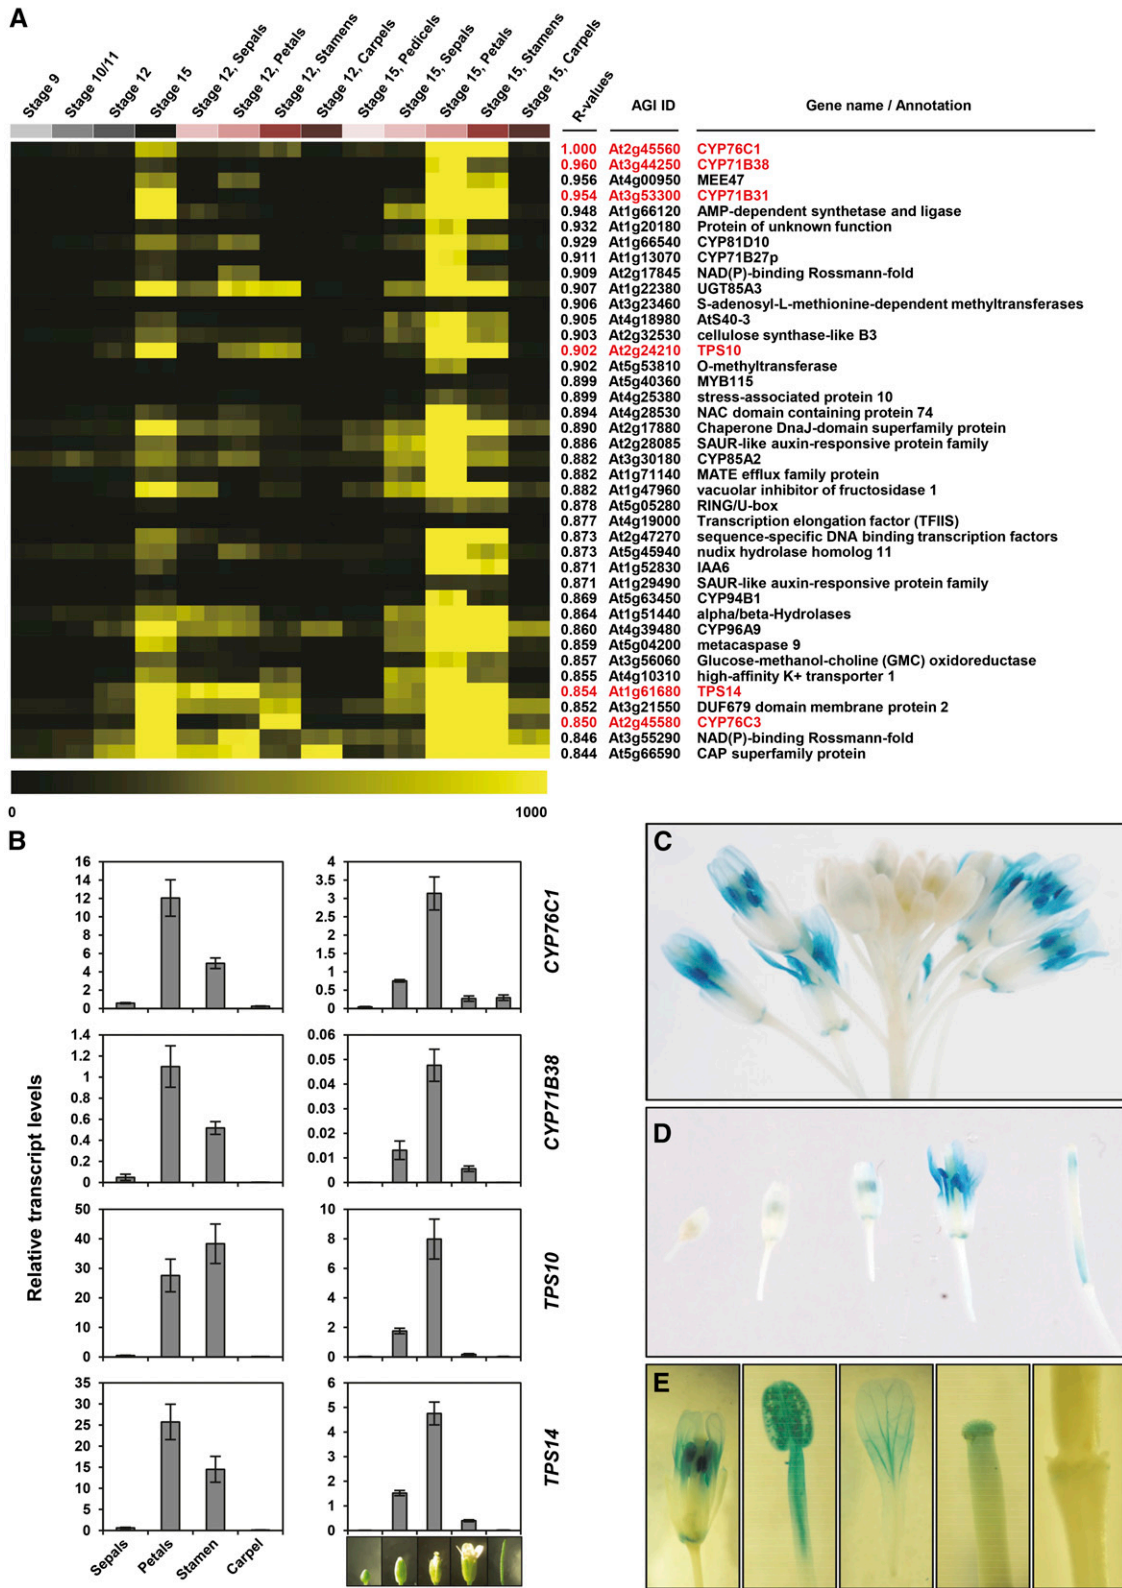 A
Stage 9
Stage 10/11
Stage 12
Stage 15
Stage 12, Sepals
Stage 12, Petals
Stage 12, Stamens
Stage 12, Carpels
Stage 15, Pedicels
Stage 15, Sepals
Stage 15, Petals
Stage 15, Stamens
Stage 15, Carpels
R-values AGI ID Gene name / Annotation
1.000 At2g45560 CYP76C1
0.960 At3g44250 CYP71B38
0.956 At4g00950 MEE47
0.954 At3g53300 CYP71B31
0.948 At1g66120 AMP-dependent synthetase and ligase
0.932 At1g20180 Protein of unknown function
0.929 At1g66540 CYP81D10
0.911 At1g13070 CYP71B27p
0.909 At2g17845 NAD(P)-binding Rossmann-fold
0.907 At1g22380 UGT85A3
0.906 At3g23460 S-adenosyl-L-methionine-dependent methyltransferases
0.905 At4g18980 AtS40-3
0.903 At2g32530 cellulose synthase-like B3
0.902 At2g24210 TPS10
0.902 At5g53810 O-methyltransferase
0.899 At5g40360 MYB115
0.899 At4g25380 stress-associated protein 10
0.894 At4g28530 NAC domain containing protein 74
0.890 At2g17880 Chaperone DnaJ-domain superfamily protein
0.886 At2g28085 SAUR-like auxin-responsive protein family
0.882 At3g30180 CYP85A2
0.882 At1g71140 MATE efflux family protein
0.882 At1g47960 vacuolar inhibitor of fructosidase 1
0.878 At5g05280 RING/U-box
0.877 At4g19000 Transcription elongation factor (TFIIS)
0.873 At2g47270 sequence-specific DNA binding transcription factors
0.873 At5g45940 nudix hydrolase homolog 11
0.871 At1g52830 IAA6
0.871 At1g29490 SAUR-like auxin-responsive protein family
0.869 At5g63450 CYP94B1
0.864 At1g51440 alpha/beta-Hydrolases
0.860 At4g39480 CYP96A9
0.859 At5g04200 metacaspase 9
0.857 At3g56060 Glucose-methanol-choline (GMC) oxidoreductase
0.855 At4g10310 high-affinity K+ transporter 1
0.854 At1g61680 TPS14
0.852 At3g21550 DUF679 domain membrane protein 2
0.850 At2g45580 CYP76C3
0.846 At3g55290 NAD(P)-binding Rossmann-fold
0.844 At5g66590 CAP superfamily protein
0 1000
B
Relative transcript levels
16
14
12
10
8
6
4
2
0
4
3.5
3
2.5
2
1.5
1
0.5
0
CYP76C1
1.4
1.2
1
0.8
0.6
0.4
0.2
0
0.06
0.05
0.04
0.03
0.02
0.01
0
CYP71B38
50
40
30
20
10
0
10
8
6
4
2
0
TPS10
35
30
25
20
15
10
5
0
6
5
4
3
2
1
0
TPS14
Sepals
Petals
Stamen
Carpel
C
D
E